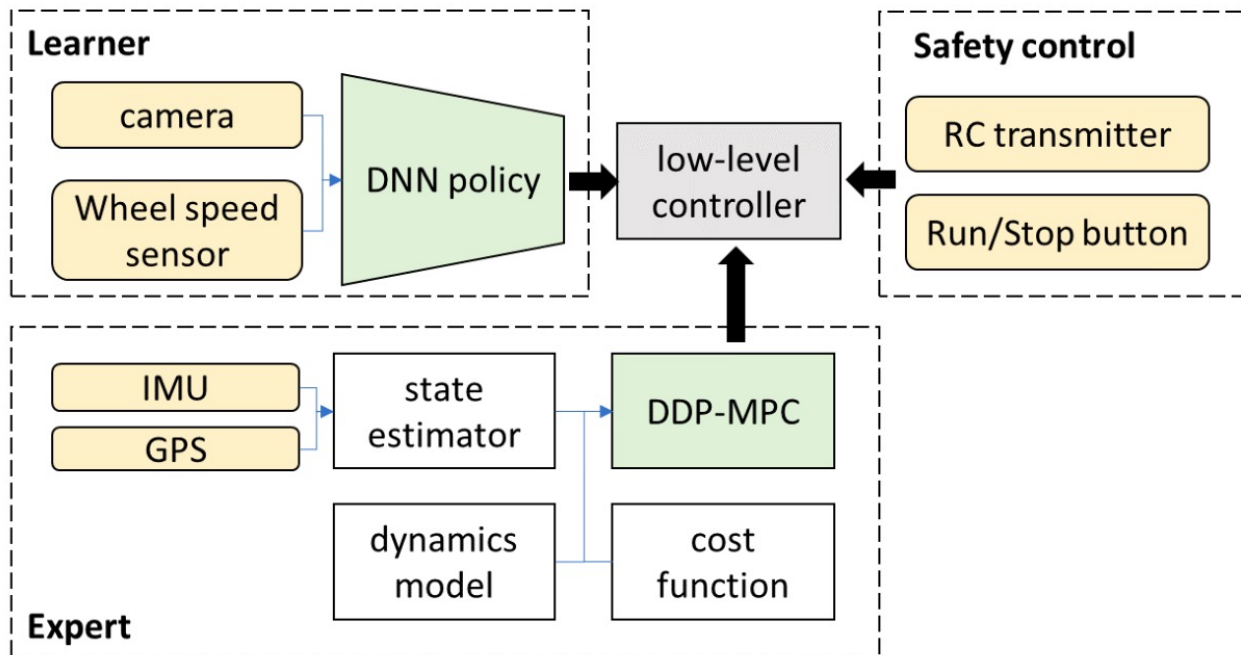 Learner
camera
Wheel speed
sensor
DNN policy
low-level
controller
Safety control
RC transmitter
Run/Stop button
IMU
GPS
state
estimator
DDP-MPC
dynamics
model
cost
function
Expert